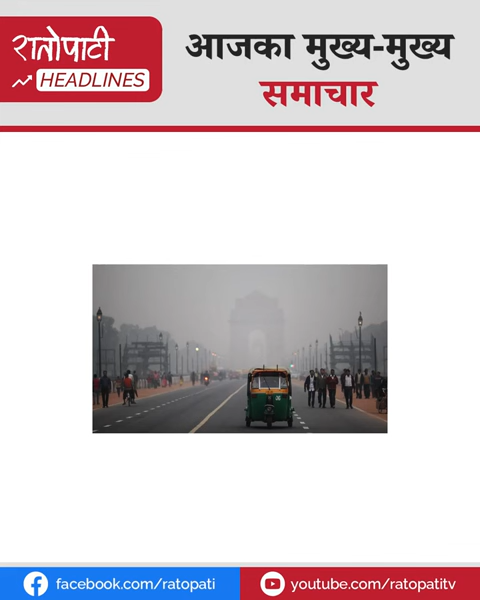 रातोपाटी
HEADLINES
आजका मुख्य-मुख्य
समाचार
facebook.com/ratopati
youtube.com/ratopatitv